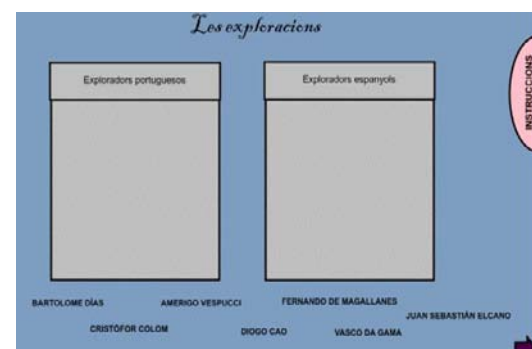 Les exploracions
Exploradors portuguesos
Exploradors espanyols
INSTRUCCIONS
BARTOLOME DÍAS
AMERIGO VESPUCCI
FERNANDO DE MAGALLANES
JUAN SEBASTIÁN ELCANO
CRISTÓFOR COLOM
DIOGO CAO
VASCO DA GAMA